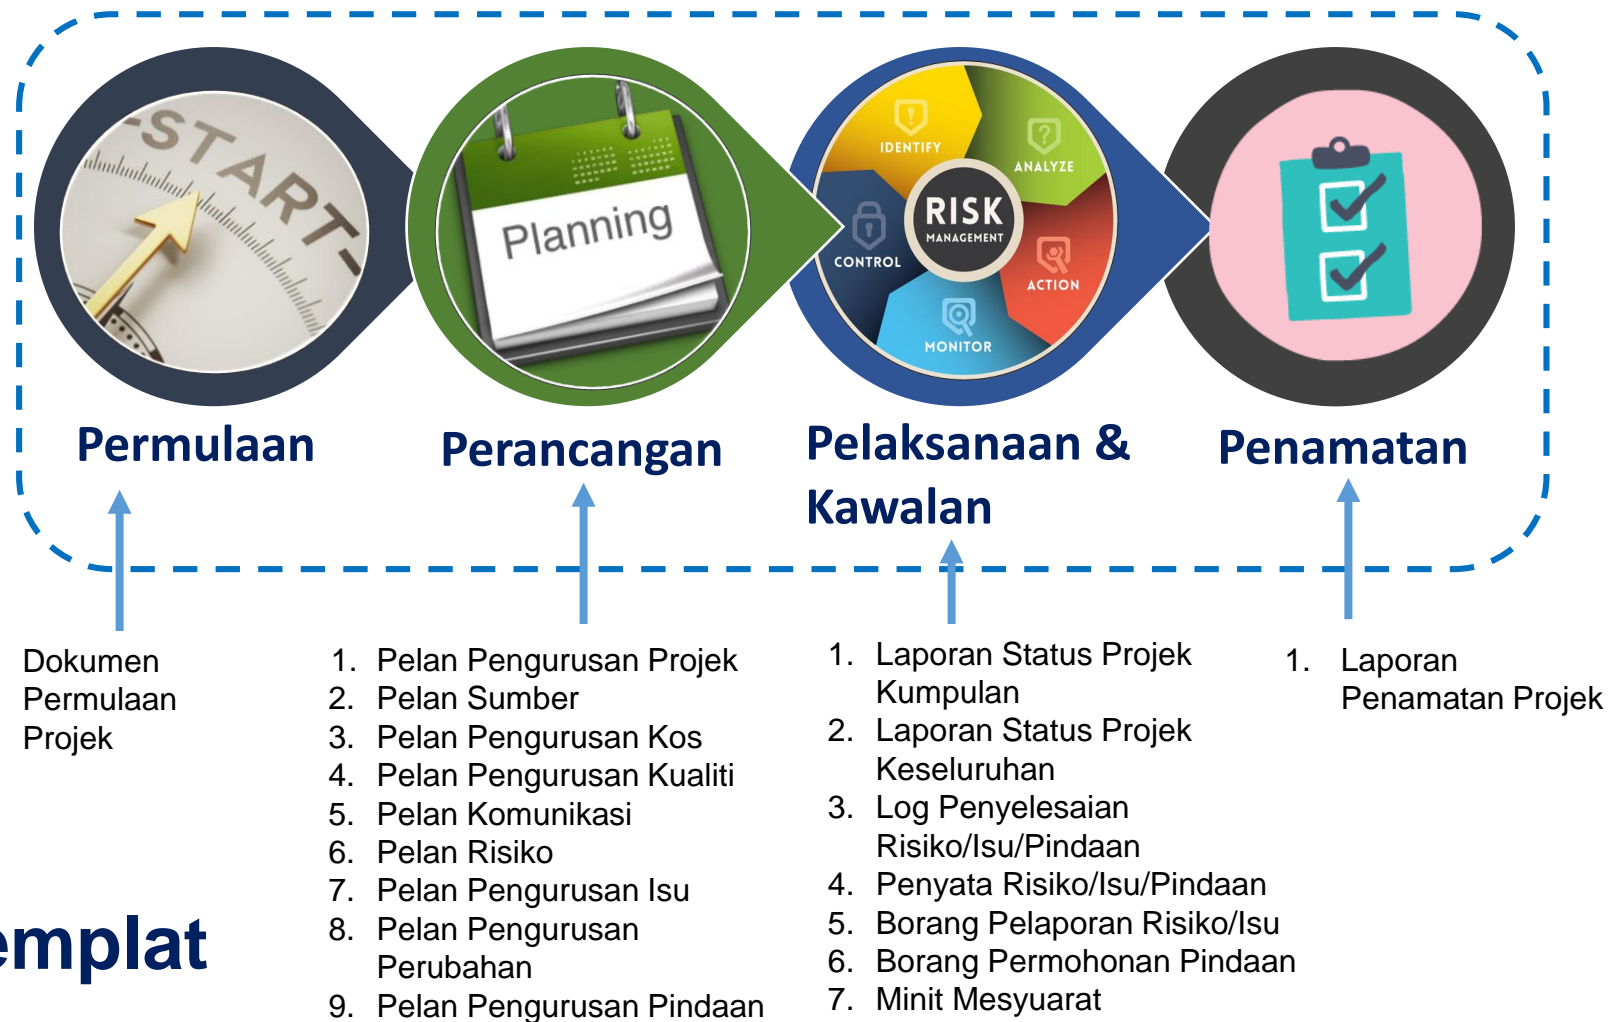 -START-
Planning
IDENTIFY
ANALYZE
RISK
MANAGEMENT
CONTROL
ACTION
MONITOR
Permulaan
Perancangan
Pelaksanaan &
Kawalan
Penamatan
Dokumen
Permulaan
Projek
1. Pelan Pengurusan Projek
2. Pelan Sumber
3. Pelan Pengurusan Kos
4. Pelan Pengurusan Kualiti
5. Pelan Komunikasi
6. Pelan Risiko
7. Pelan Pengurusan Isu
8. Pelan Pengurusan
Perubahan
9. Pelan Pengurusan Pindaan
1. Laporan Status Projek
Kumpulan
2. Laporan Status Projek
Keseluruhan
3. Log Penyelesaian
Risiko/Isu/Pindaan
4. Penyata Risiko/Isu/Pindaan
5. Borang Pelaporan Risiko/Isu
6. Borang Permohonan Pindaan
7. Minit Mesyuarat
1. Laporan
Penamatan Projek
emplat